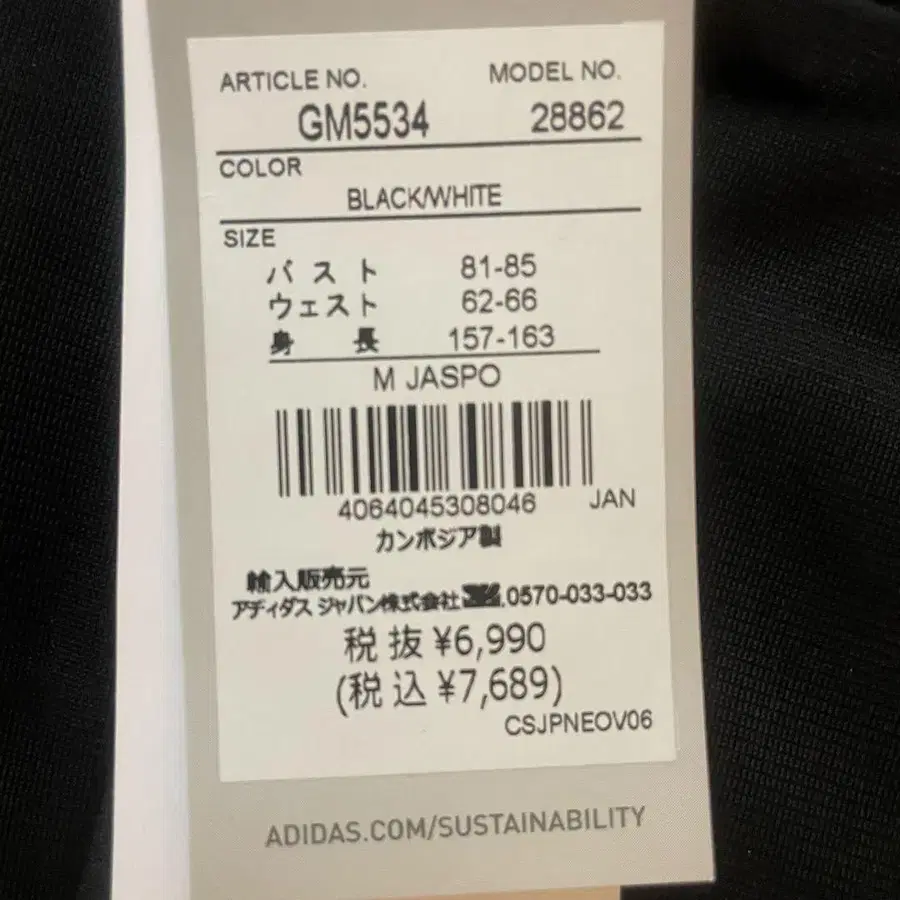 ARTICLE NO. MODEL NO.
GM5534 28862
COLOR
BLACK/WHITE
SIZE
バスト 81-85
ウェスト 62-66
身長 157-163
M JASPO
4064045308046 JAN
カンボジア製
輸入販売元
アディダス ジャパン株式会社 0570-033-033
税抜 ¥6,990
(税込 ¥7,689)
CSJPNEOV06
ADIDAS.COM/SUSTAINABILITY